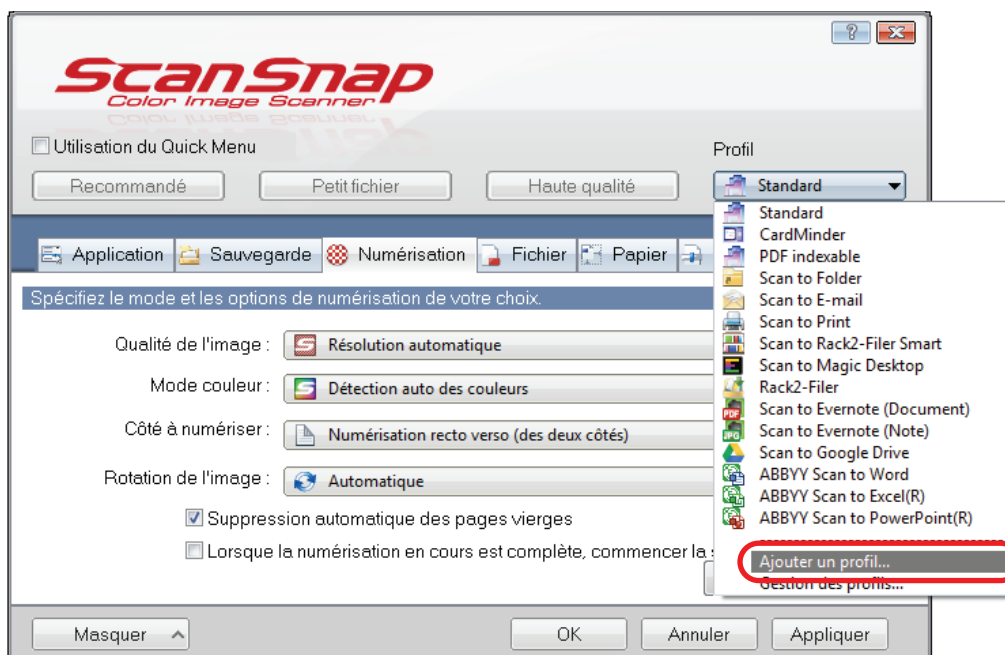 ScanSnap
Color Image Scanner
Utilisation du Quick Menu
Profil
Recommandé
Petit fichier
Haute qualité
Standard
Standard
CardMinder
PDF indexable
Scan to Folder
Scan to E-mail
Scan to Print
Scan to Rack2-Filer Smart
Scan to Magic Desktop
Rack2-Filer
Scan to Evernote (Document)
Scan to Evernote (Note)
Scan to Google Drive
ABBYY Scan to Word
ABBYY Scan to Excel(R)
ABBYY Scan to PowerPoint(R)
Ajouter un profil...
Gestion des profils...
Application
Sauvegarde
Numérisation
Fichier
Papier
Spécifiez le mode et les options de numérisation de votre choix.
Qualité de l'image :
Résolution automatique
Mode couleur :
Détection auto des couleurs
Côté à numériser :
Numérisation recto verso (des deux côtés)
Rotation de l'image :
Automatique
Suppression automatique des pages vierges
Lorsque la numérisation en cours est complète, commencer la
Masquer
OK
Annuler
Appliquer